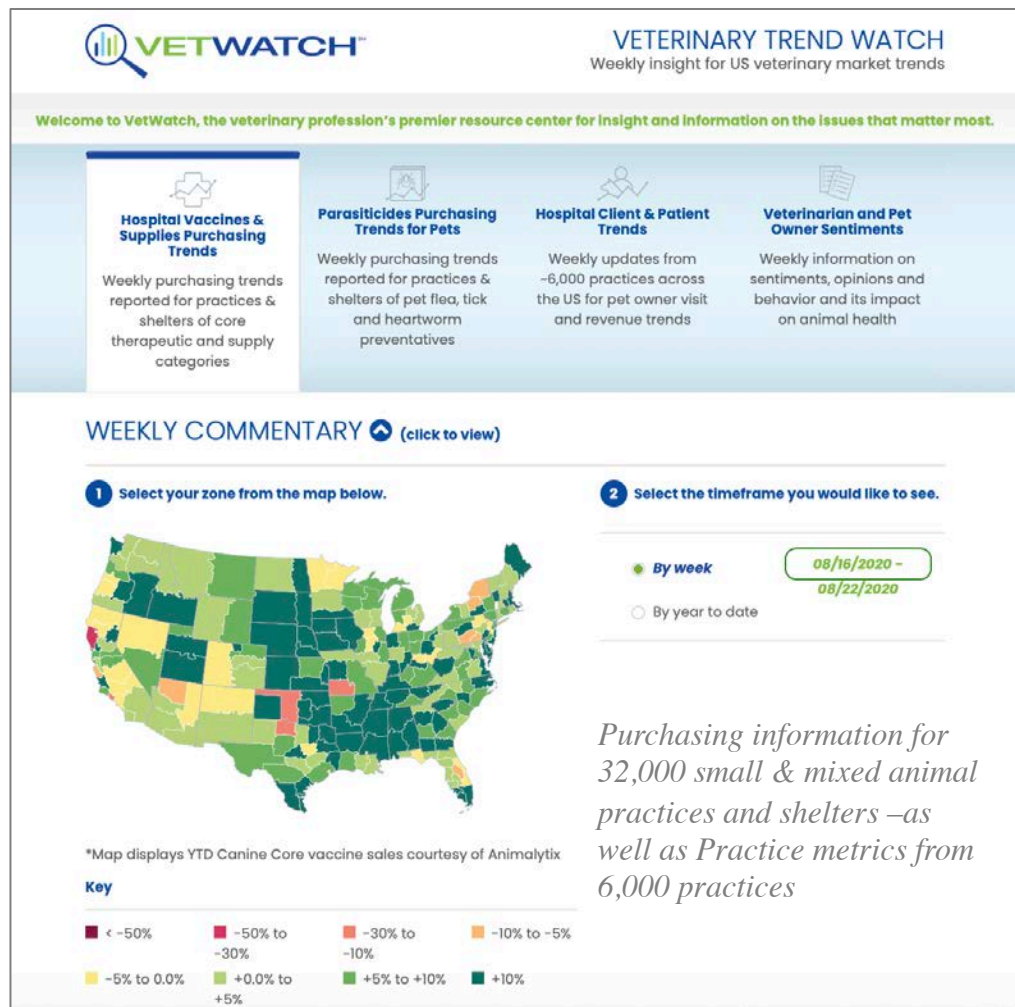 VETWATCH
VETERINARY TREND WATCH
Weekly insight for US veterinary market trends
Welcome to VetWatch, the veterinary profession's premier resource center for insight and information on the issues that matter most.
Hospital Vaccines &
Supplies Purchasing
Trends
Weekly purchasing trends
reported for practices &
shelters of core
therapeutic and supply
categories
Parasiticides Purchasing
Trends for Pets
Weekly purchasing trends
reported for practices &
shelters of pet flea, tick
and heartworm
preventatives
Hospital Client & Patient
Trends
Weekly updates from
~6,000 practices across
the US for pet owner visit
and revenue trends
Veterinarian and Pet
Owner Sentiments
Weekly information on
sentiments, opinions and
behavior and its impact
on animal health
WEEKLY COMMENTARY (click to view)
1 Select your zone from the map below.
2 Select the timeframe you would like to see.
By week
08/16/2020 -
08/22/2020
By year to date
Purchasing information for
32,000 small & mixed animal
practices and shelters –as
well as Practice metrics from
6,000 practices
*Map displays YTD Canine Core vaccine sales courtesy of Animalytix
Key
< -50%
-50% to
-30%
-30% to
-10%
-10% to -5%
-5% to 0.0%
+0.0% to
+5%
+5% to +10%
+10%